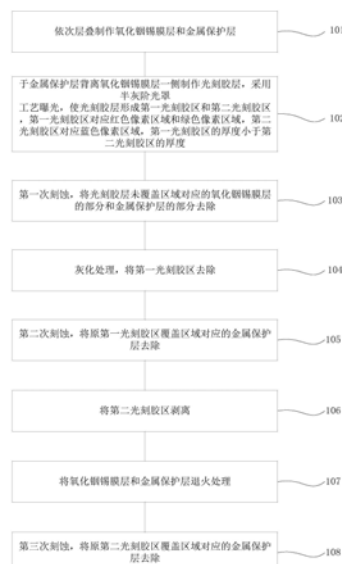 依次层叠制作氧化铟锡膜层和金属保护层
101
于金属保护层背离氧化铟锡膜层一侧制作光刻胶层，采用
半灰阶光罩
工艺曝光，使光刻胶层形成第一光刻胶区和第二光刻胶区
，第一光刻胶区对应红色像素区域和绿色像素区域，第二
光刻胶区对应蓝色像素区域，第一光刻胶区的厚度小于第
二光刻胶区的厚度
102
第一次刻蚀，将光刻胶层未覆盖区域对应的氧化铟锡膜层
的部分和金属保护层的部分去除
103
灰化处理，将第一光刻胶区去除
104
第二次刻蚀，将原第一光刻胶区覆盖区域对应的金属保护
层去除
105
将第二光刻胶区剥离
106
将氧化铟锡膜层和金属保护层退火处理
107
第三次刻蚀，将原第二光刻胶区覆盖区域对应的金属保护
层去除
108